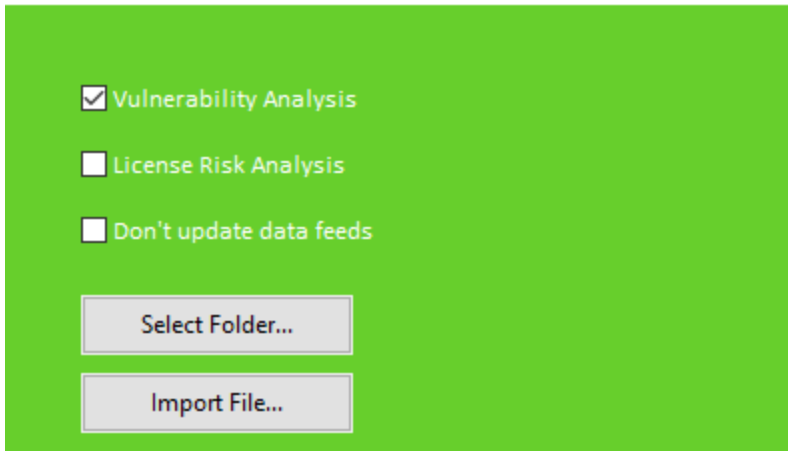 Vulnerability Analysis
License Risk Analysis
Don't update data feeds
Select Folder...
Import File...